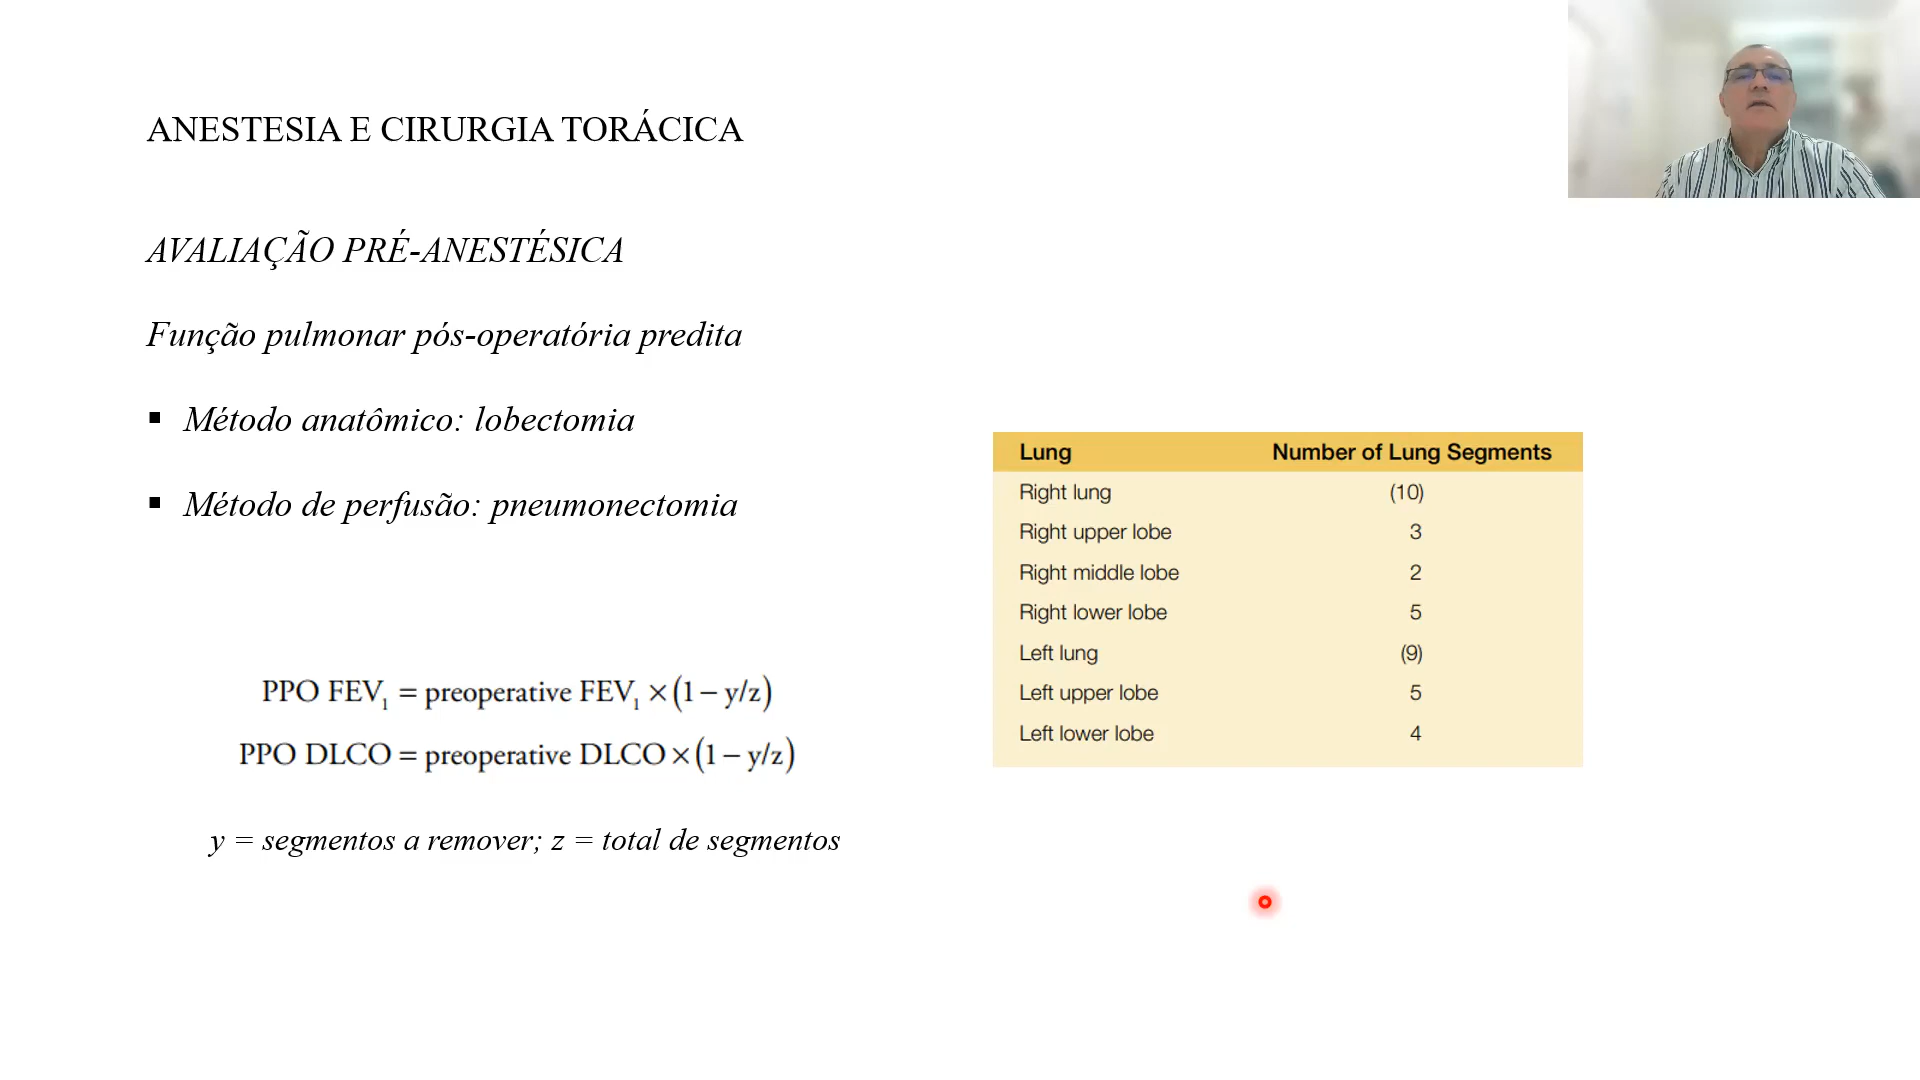 ANESTESIA E CIRURGIA TORÁCICA
AVALIAÇÃO PRÉ-ANESTÉSICA
Função pulmonar pós-operatória predita
▪ Método anatômico: lobectomia
▪ Método de perfusão: pneumonectomia
PPO FEV₁ = preoperative FEV₁ × (1 – y/z)
PPO DLCO = preoperative DLCO × (1 – y/z)
y = segmentos a remover; z = total de segmentos
Lung Number of Lung Segments
Right lung (10)
Right upper lobe 3
Right middle lobe 2
Right lower lobe 5
Left lung (9)
Left upper lobe 5
Left lower lobe 4